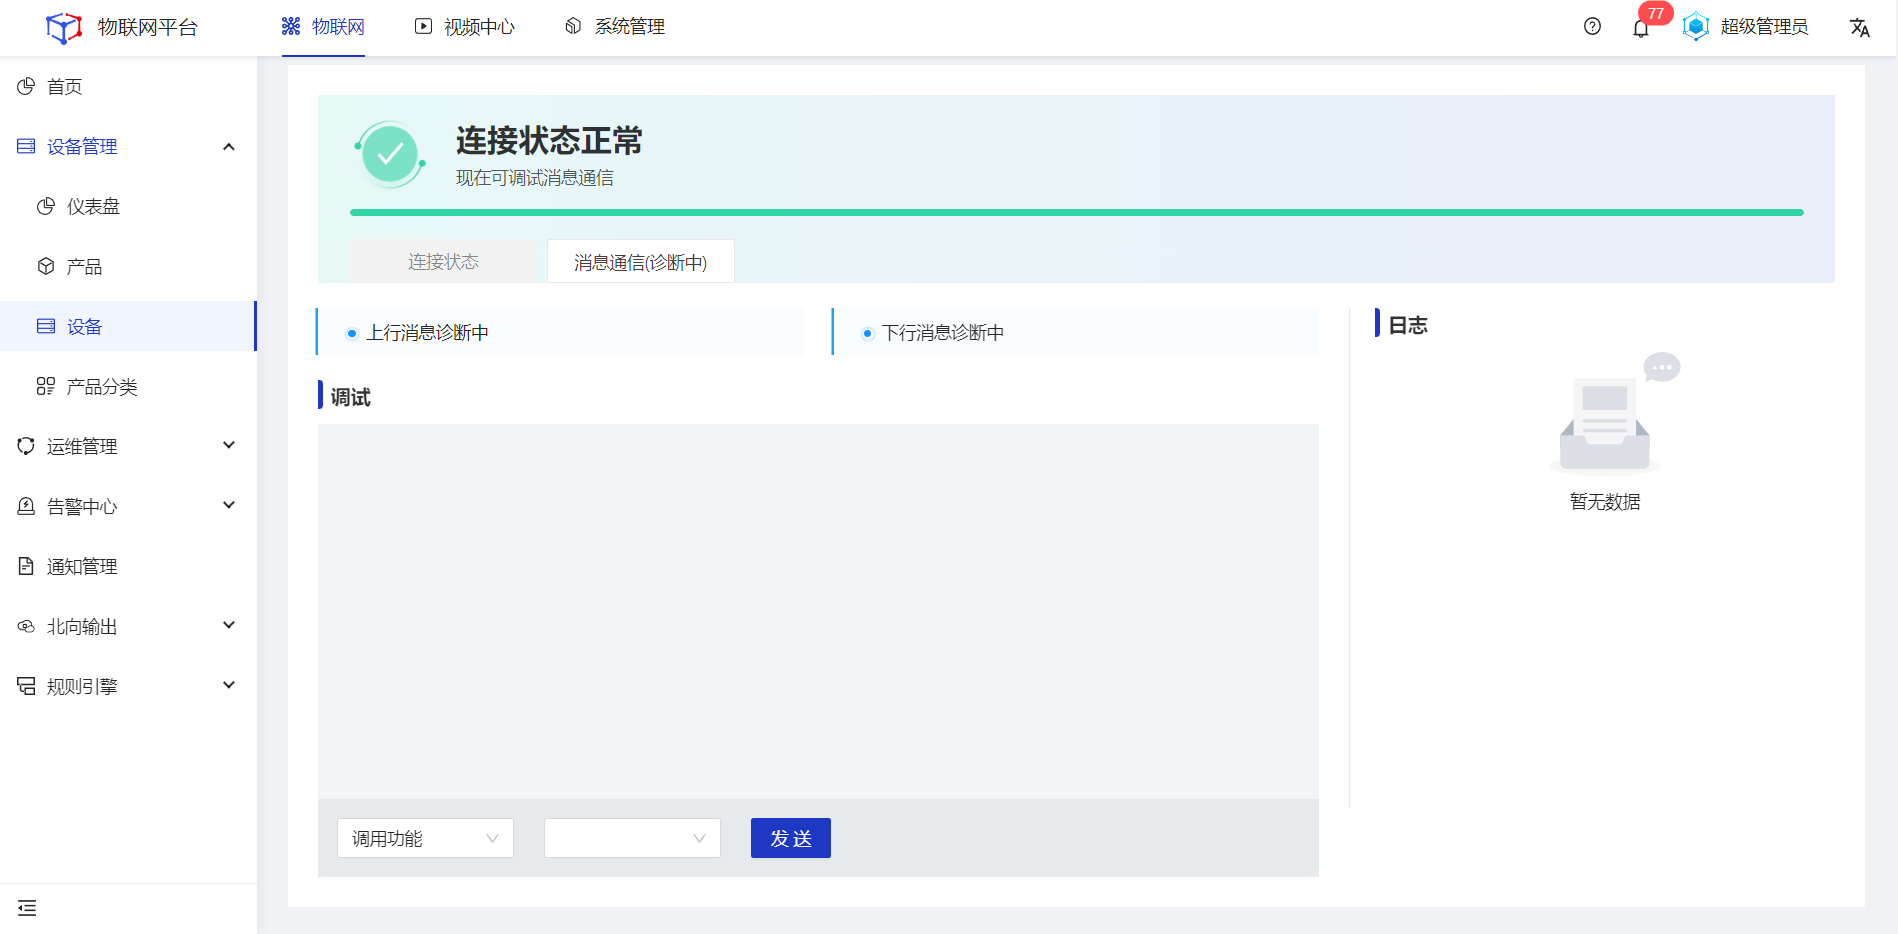 物联网平台
物联网
视频中心
系统管理
77
超级管理员
首页
设备管理
仪表盘
产品
设备
产品分类
运维管理
告警中心
通知管理
北向输出
规则引擎
连接状态正常
现在可调试消息通信
连接状态
消息通信(诊断中)
上行消息诊断中
下行消息诊断中
调试
调用功能
发送
日志
暂无数据